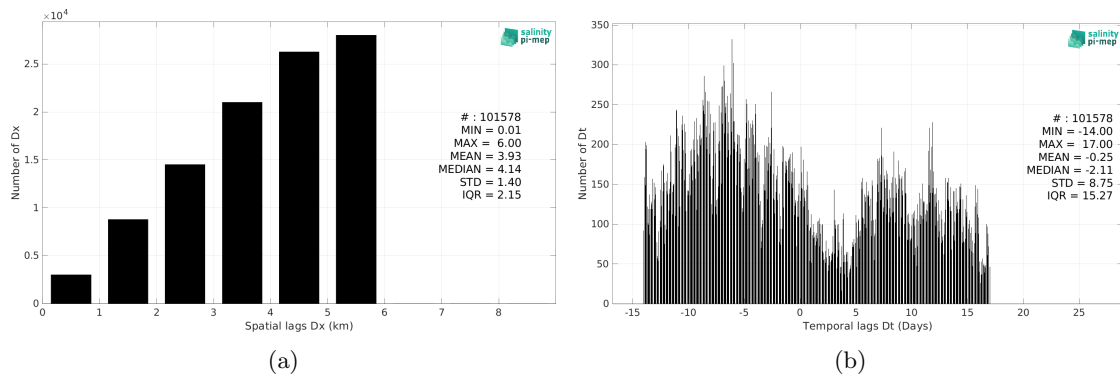 ×10⁴
2.5
2
1.5
1
0.5
0
Number of Dx
0 1 2 3 4 5 6 7 8
Spatial lags Dx (km)
salinity
pi-mep
# : 101578
MIN = 0.01
MAX = 6.00
MEAN = 3.93
MEDIAN = 4.14
STD = 1.40
IQR = 2.15
(a)
350
300
250
200
150
100
50
0
Number of Dt
-15 -10 -5 0 5 10 15 20 25
Temporal lags Dt (Days)
salinity
pi-mep
# : 101578
MIN = -14.00
MAX = 17.00
MEAN = -0.25
MEDIAN = -2.11
STD = 8.75
IQR = 15.27
(b)